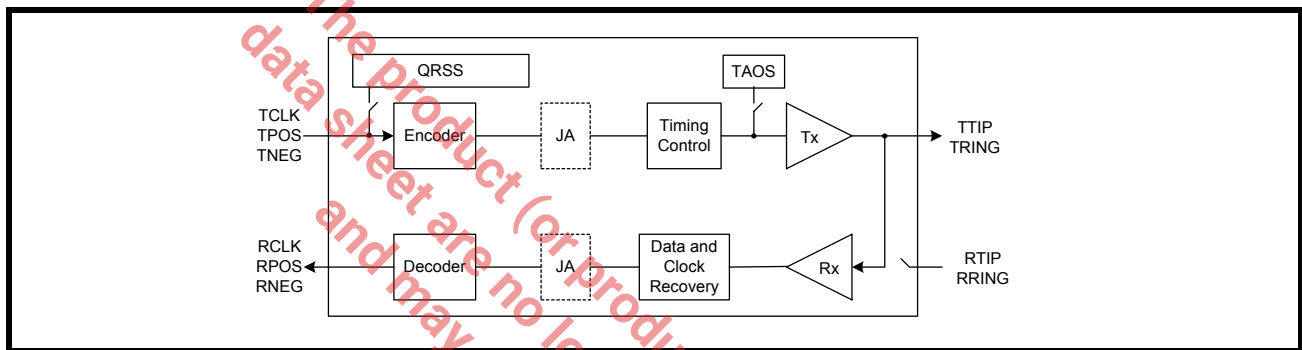 The product (or produ
data sheet are no le
and may
QRSS
TAOS
TCLK
TPOS
TNEG
Encoder
JA
Timing
Control
Tx
TTIP
TRING
RCLK
RPOS
RNEG
Decoder
JA
Data and
Clock
Recovery
Rx
RTIP
RRING